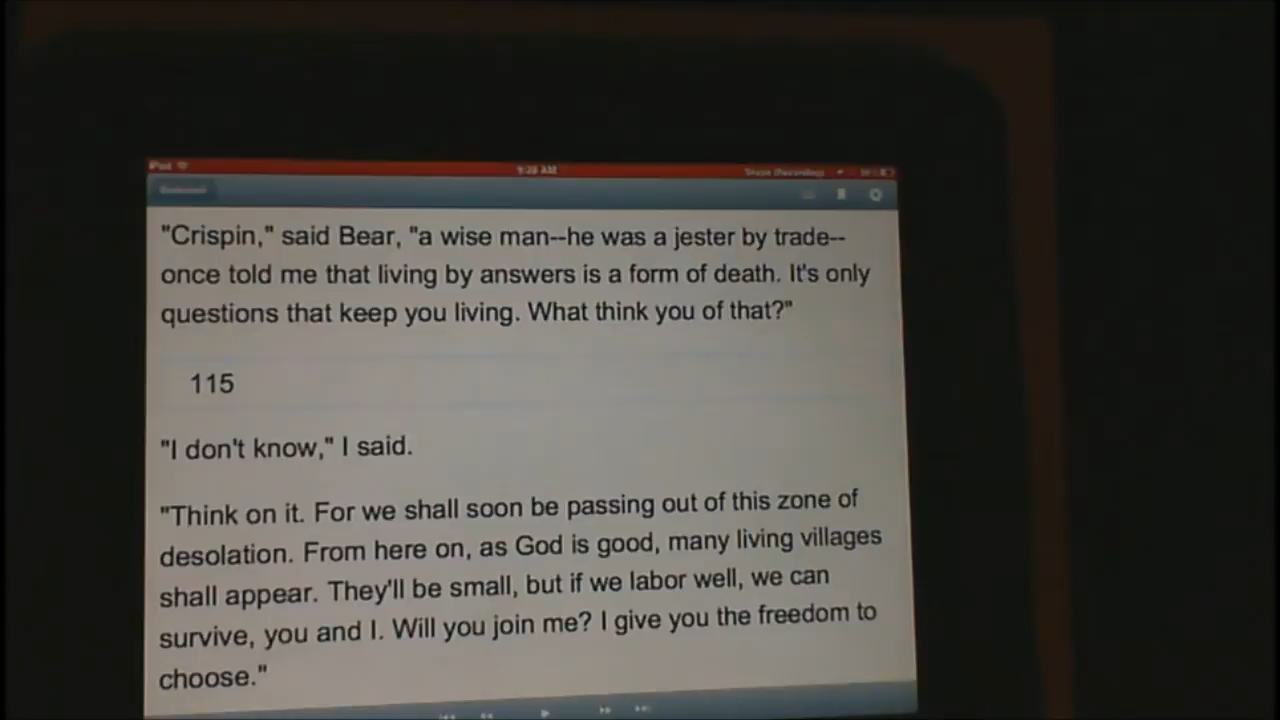 iPad
9:28 AM
"Crispin," said Bear, "a wise man--he was a jester by trade--
once told me that living by answers is a form of death. It's only
questions that keep you living. What think you of that?"
115
"I don't know," I said.
"Think on it. For we shall soon be passing out of this zone of
desolation. From here on, as God is good, many living villages
shall appear. They'll be small, but if we labor well, we can
survive, you and I. Will you join me? I give you the freedom to
choose."